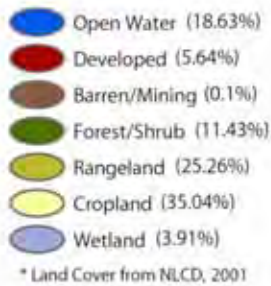 Open Water (18.63%)
Developed (5.64%)
Barren/Mining (0.1%)
Forest/Shrub (11.43%)
Rangeland (25.26%)
Cropland (35.04%)
Wetland (3.91%)
* Land Cover from NLCD, 2001